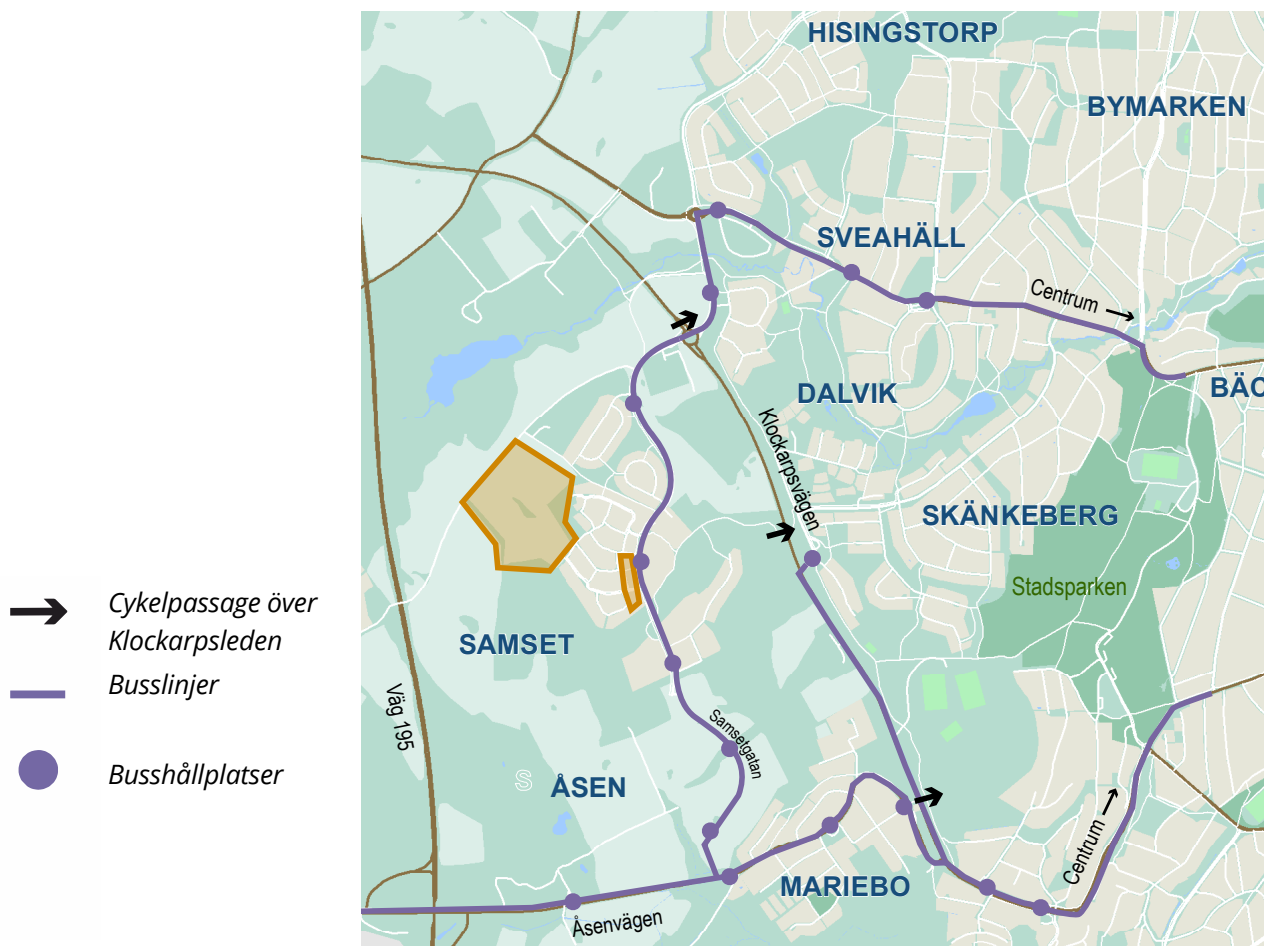 HISINGSTORP
BYMARKEN
SVEAHÄLL
Centrum
DALVIK
BÄC
Klockarpsvägen
SKÄNKEBERG
Stadsparken
Cykelpassage över
Klockarpsleden
SAMSET
Busslinjer
Väg 195
Samsetgatan
Busshållplatser
S
ÅSEN
Centrum
MARIEBO
Åsenvägen